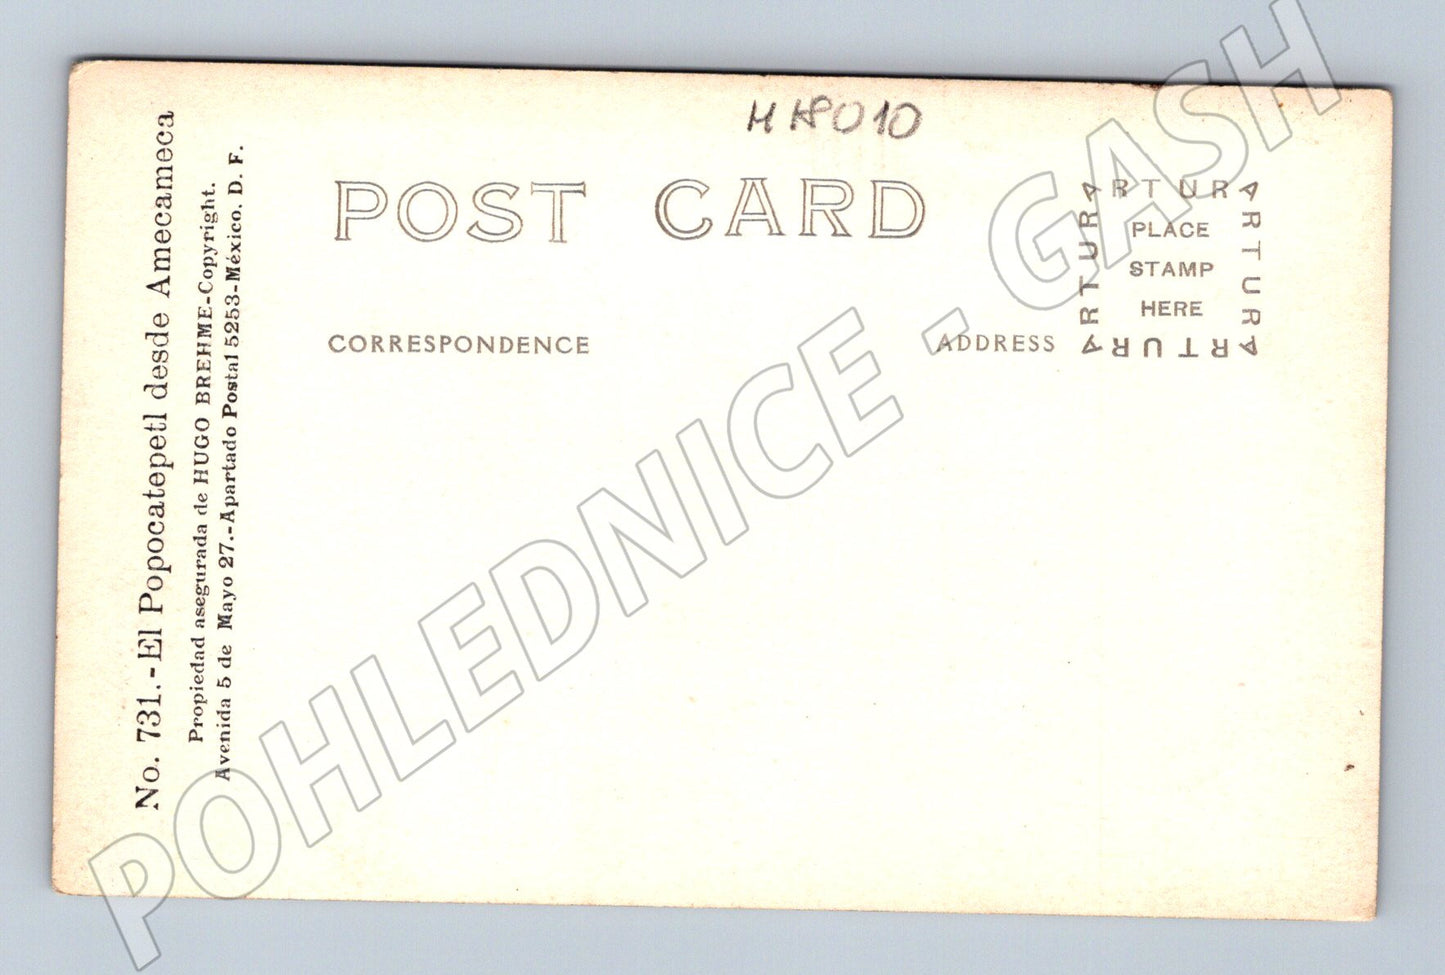 No. 731.-El Popocatepetl desde Amecameca
Propiedad asegurada de HUGO BREHME-Copyright.
Avenida 5 de Mayo 27.-Apartado Postal 5253-México. D. F.
POST CARD
CORRESPONDENCE
ADDRESS
ARTURA
ARTURA
ARTURA
ARTURA
PLACE
STAMP
HERE
POHLEDNICE - GASH